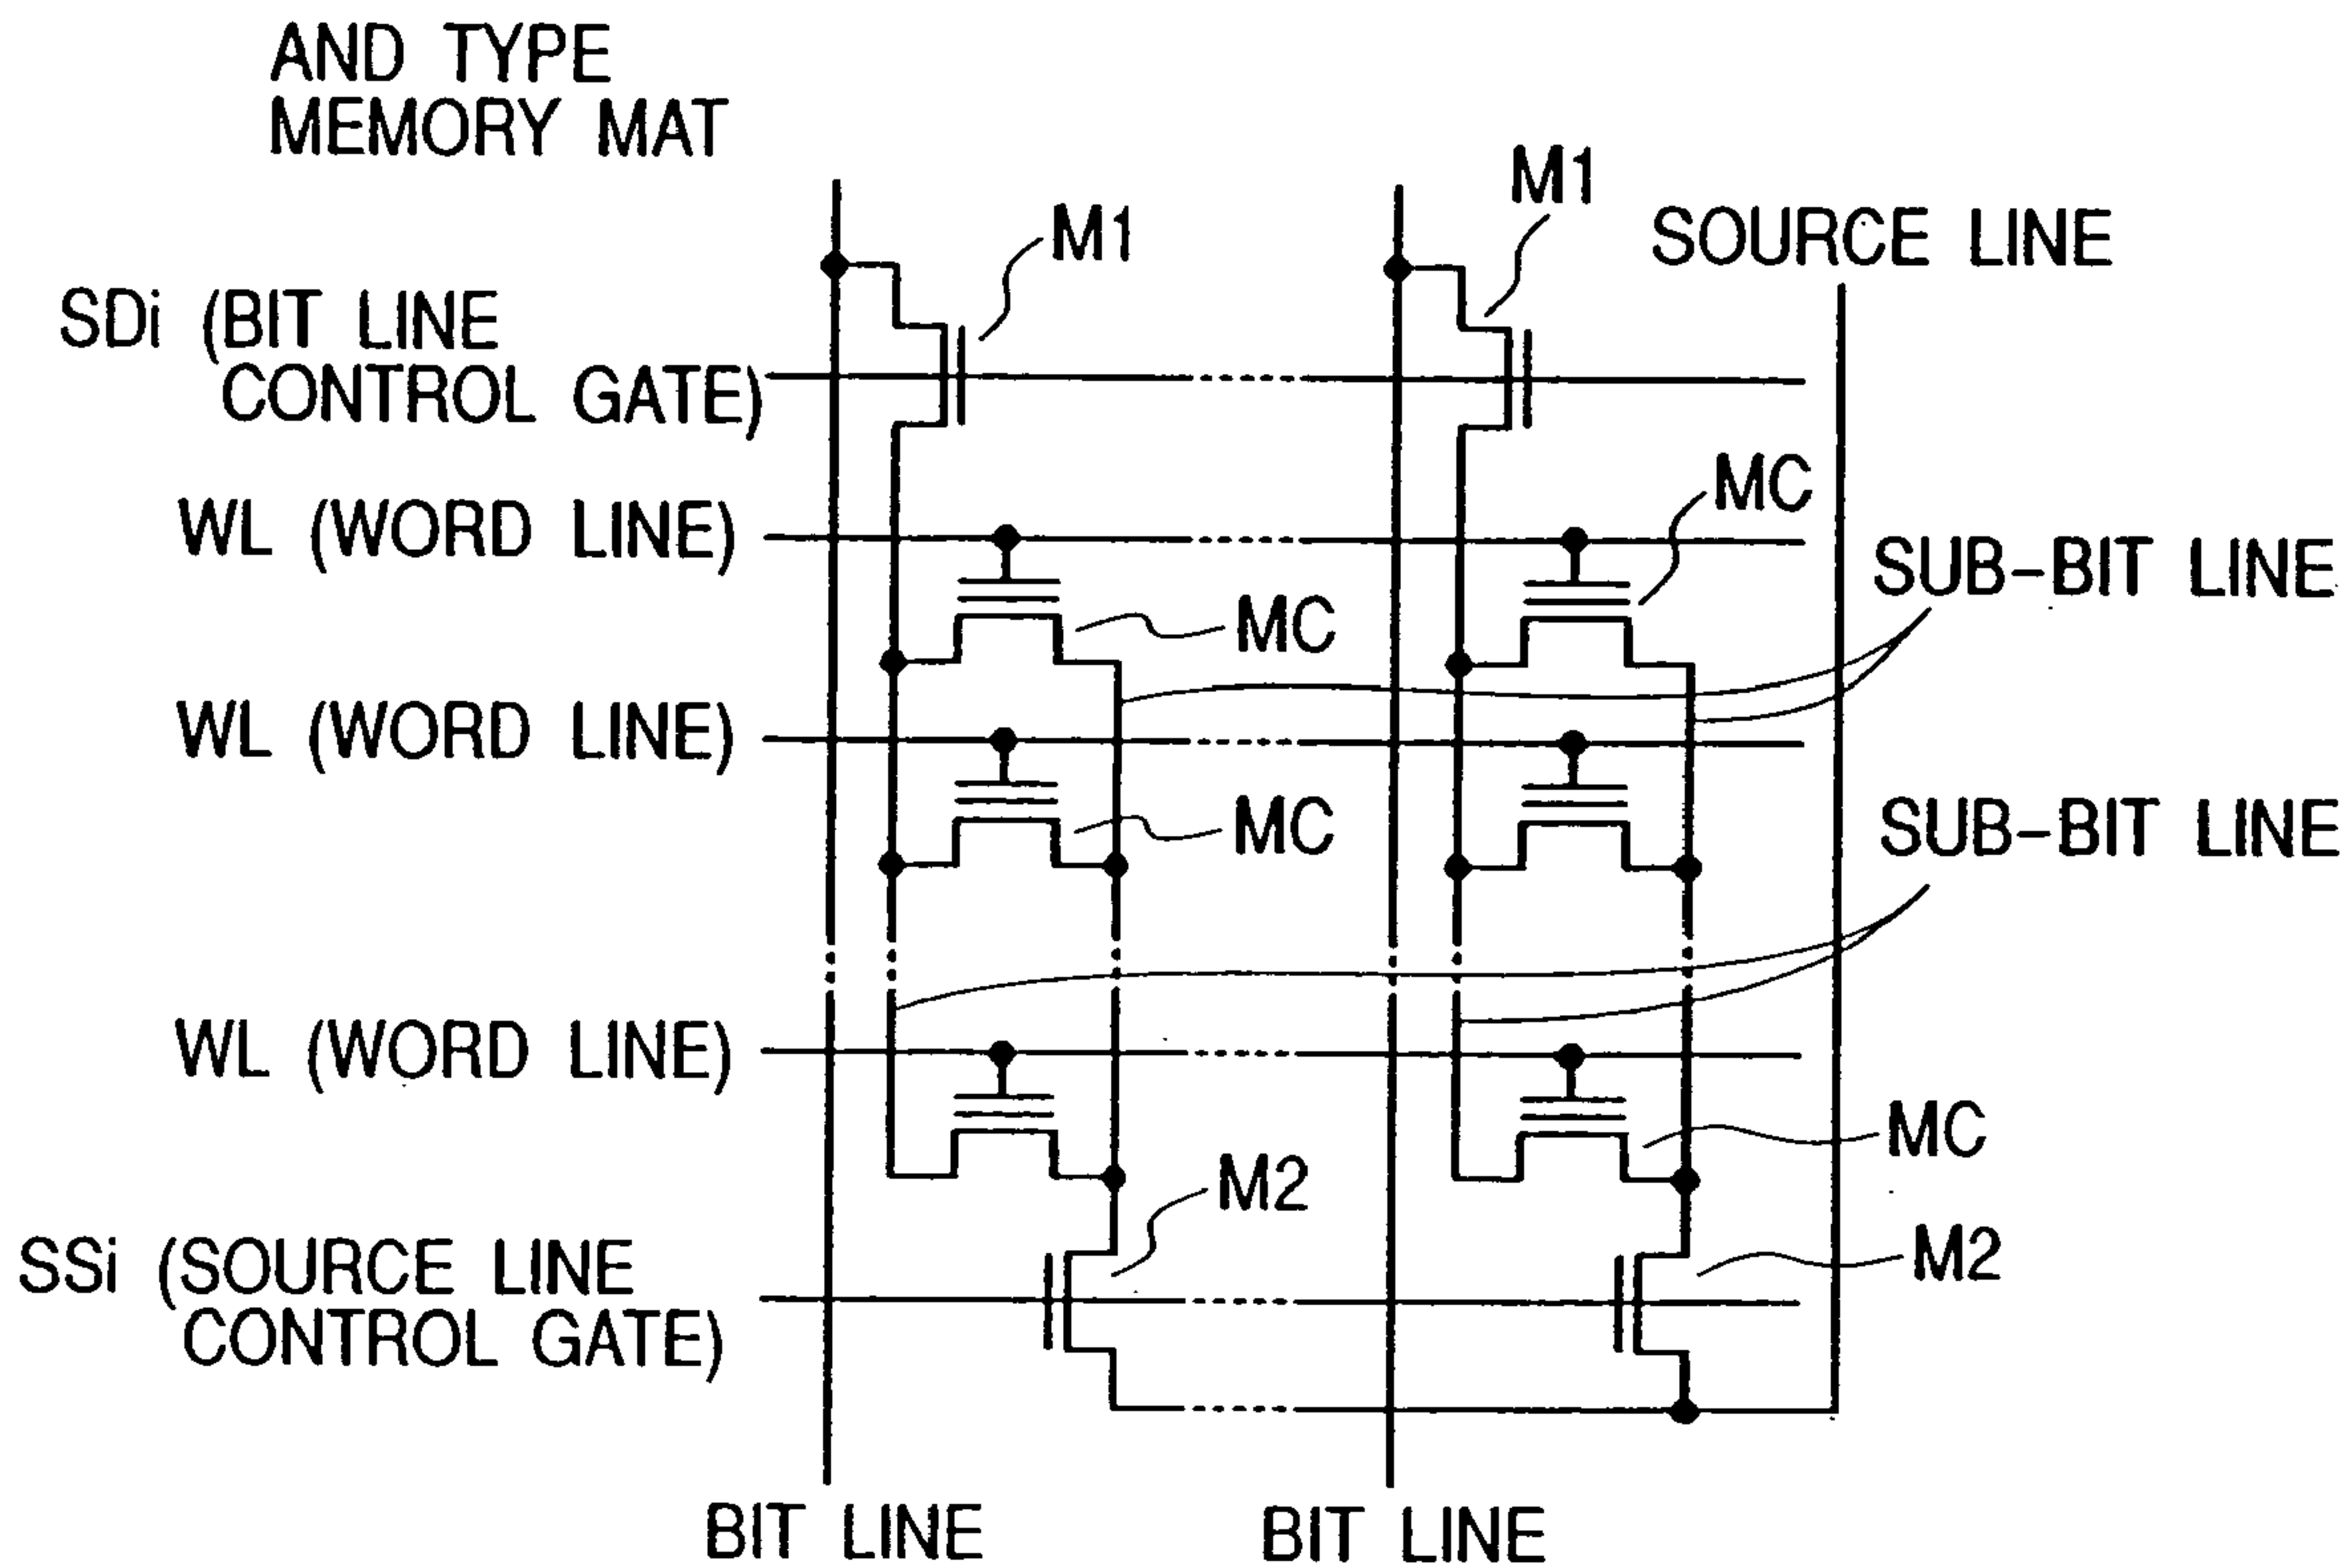 AND TYPE
MEMORY MAT
M1
M1
SOURCE LINE
SDi (BIT LINE
CONTROL GATE)
MC
WL (WORD LINE)
SUB-BIT LINE
MC
WL (WORD LINE)
MC
SUB-BIT LINE
WL (WORD LINE)
MC
M2
M2
SSi (SOURCE LINE
CONTROL GATE)
BIT LINE
BIT LINE